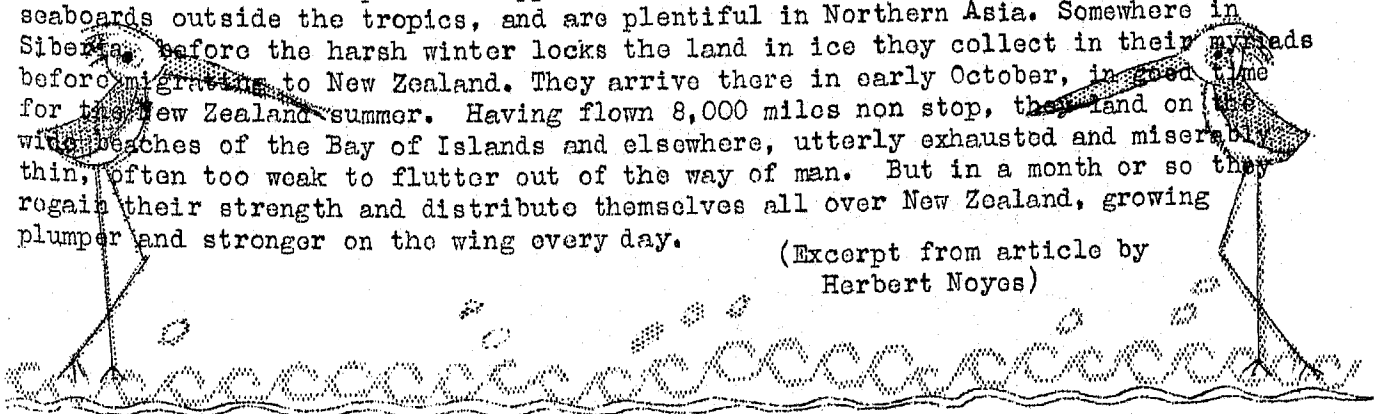 seaboards outside the tropics, and are plentiful in Northern Asia. Somewhere in
Siberia, before the harsh winter locks the land in ice they collect in their myriads
before migrating to New Zealand. They arrive there in early October, in good time
for the New Zealand summer. Having flown 8,000 miles non stop, they land on the
wide beaches of the Bay of Islands and elsewhere, utterly exhausted and miserably
thin, often too weak to flutter out of the way of man. But in a month or so they
regain their strength and distribute themselves all over New Zealand, growing
plumper and stronger on the wing every day.
(Excerpt from article by
Herbert Noyes)